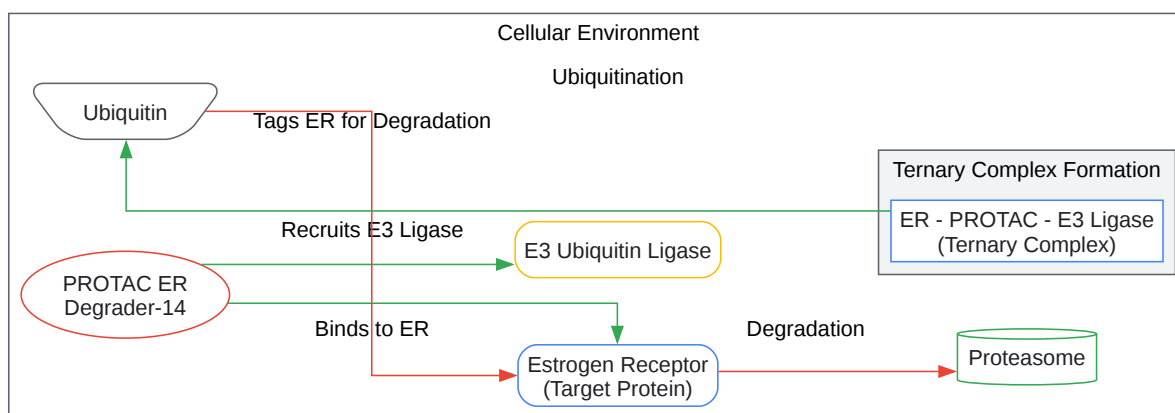 Cellular Environment
Ubiquitination
Ubiquitin
Tags ER for Degradation
Ternary Complex Formation
ER - PROTAC - E3 Ligase
(Ternary Complex)
Recruits E3 Ligase
E3 Ubiquitin Ligase
PROTAC ER
Degrader-14
Binds to ER
Degradation
Estrogen Receptor
(Target Protein)
Proteasome